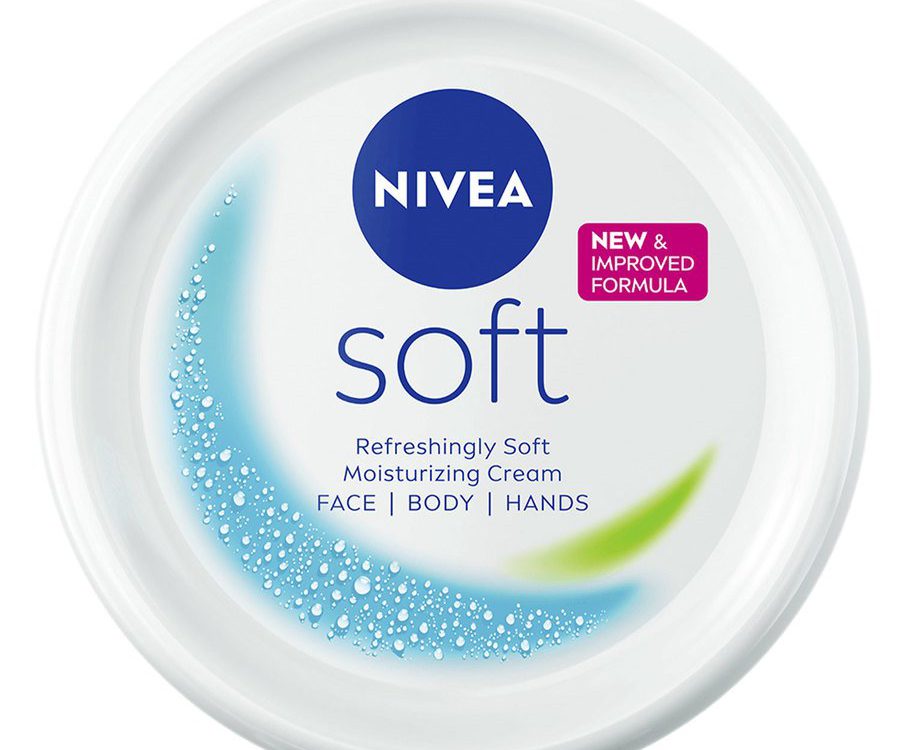 NIVEA
NEW &
IMPROVED
FORMULA
soft
Refreshingly Soft
Moisturizing Cream
FACE | BODY | HANDS